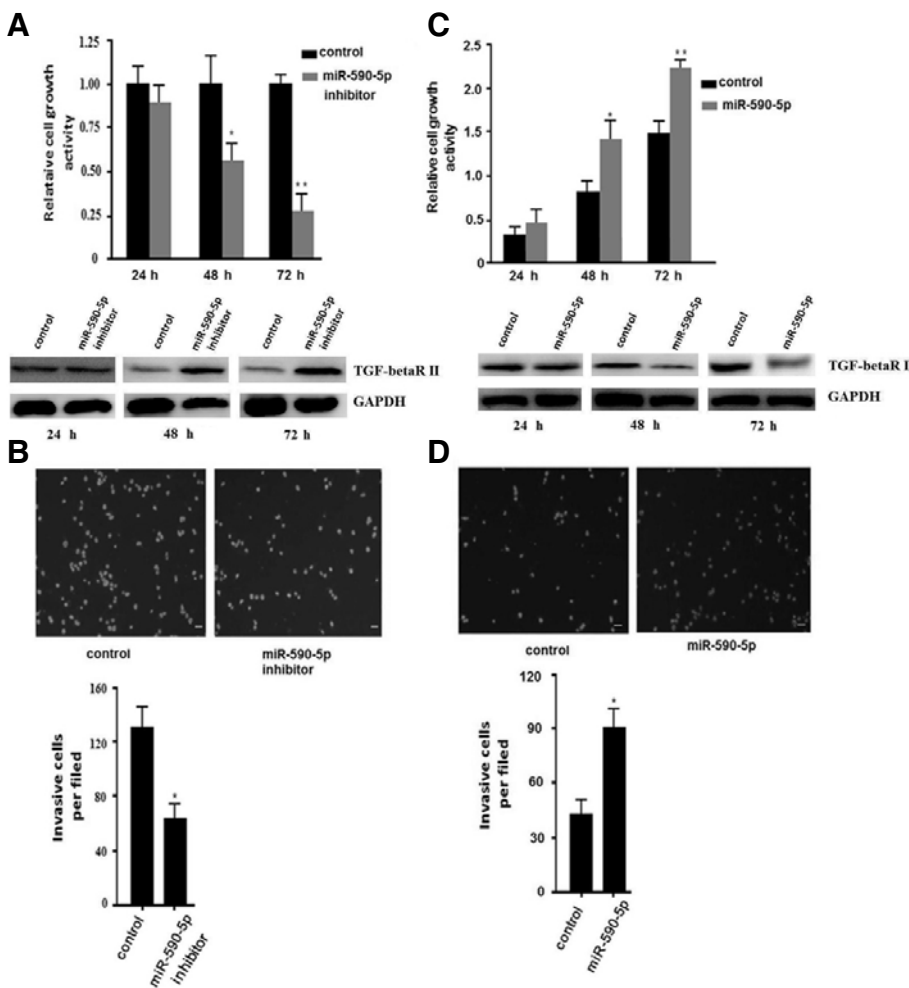 A
Relataive cell growth
activity
1.25
1.00
0.75
0.50
0.25
0
control
miR-590-5p
inhibitor
*
**
24 h
48 h
72 h
control
miR-590-5p
inhibitor
control
miR-590-5p
inhibitor
control
miR-590-5p
inhibitor
TGF-betaR II
GAPDH
24 h
48 h
72 h
B
control
miR-590-5p
inhibitor
Invasive cells
per filed
160
120
80
40
0
*
control
miR-590-5p
inhibitor
C
Relative cell growth
activity
2.5
2.0
1.5
1.0
0.5
0
control
miR-590-5p
*
**
24 h
48 h
72 h
control
miR-590-5p
control
miR-590-5p
control
miR-590-5p
TGF-betaR I
GAPDH
24 h
48 h
72 h
D
control
miR-590-5p
Invasive cells
per filed
120
90
60
30
0
*
control
miR-590-5p